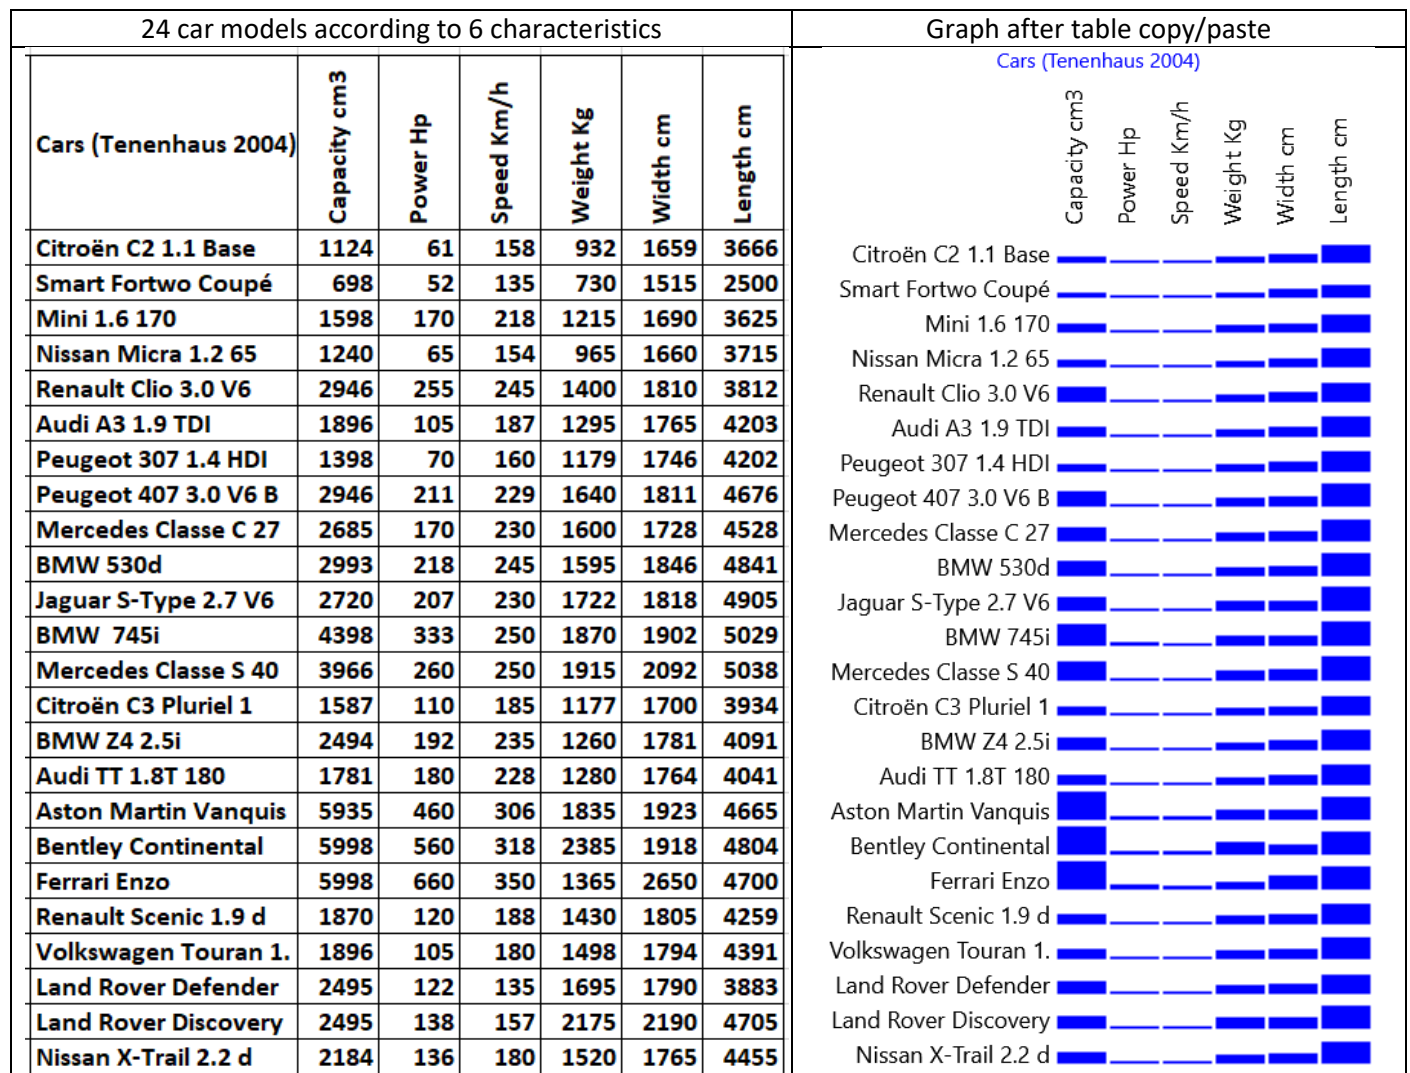 24 car models according to 6 characteristics
Cars (Tenenhaus 2004) Capacity cm3 Power Hp Speed Km/h Weight Kg Width cm Length cm
Citroën C2 1.1 Base 1124 61 158 932 1659 3666
Smart Fortwo Coupé 698 52 135 730 1515 2500
Mini 1.6 170 1598 170 218 1215 1690 3625
Nissan Micra 1.2 65 1240 65 154 965 1660 3715
Renault Clio 3.0 V6 2946 255 245 1400 1810 3812
Audi A3 1.9 TDI 1896 105 187 1295 1765 4203
Peugeot 307 1.4 HDI 1398 70 160 1179 1746 4202
Peugeot 407 3.0 V6 B 2946 211 229 1640 1811 4676
Mercedes Classe C 27 2685 170 230 1600 1728 4528
BMW 530d 2993 218 245 1595 1846 4841
Jaguar S-Type 2.7 V6 2720 207 230 1722 1818 4905
BMW 745i 4398 333 250 1870 1902 5029
Mercedes Classe S 40 3966 260 250 1915 2092 5038
Citroën C3 Pluriel 1 1587 110 185 1177 1700 3934
BMW Z4 2.5i 2494 192 235 1260 1781 4091
Audi TT 1.8T 180 1781 180 228 1280 1764 4041
Aston Martin Vanquis 5935 460 306 1835 1923 4665
Bentley Continental 5998 560 318 2385 1918 4804
Ferrari Enzo 5998 660 350 1365 2650 4700
Renault Scenic 1.9 d 1870 120 188 1430 1805 4259
Volkswagen Touran 1. 1896 105 180 1498 1794 4391
Land Rover Defender 2495 122 135 1695 1790 3883
Land Rover Discovery 2495 138 157 2175 2190 4705
Nissan X-Trail 2.2 d 2184 136 180 1520 1765 4455
Graph after table copy/paste
Cars (Tenenhaus 2004)
Capacity cm3 Power Hp Speed Km/h Weight Kg Width cm Length cm
Citroën C2 1.1 Base
Smart Fortwo Coupé
Mini 1.6 170
Nissan Micra 1.2 65
Renault Clio 3.0 V6
Audi A3 1.9 TDI
Peugeot 307 1.4 HDI
Peugeot 407 3.0 V6 B
Mercedes Classe C 27
BMW 530d
Jaguar S-Type 2.7 V6
BMW 745i
Mercedes Classe S 40
Citroën C3 Pluriel 1
BMW Z4 2.5i
Audi TT 1.8T 180
Aston Martin Vanquis
Bentley Continental
Ferrari Enzo
Renault Scenic 1.9 d
Volkswagen Touran 1.
Land Rover Defender
Land Rover Discovery
Nissan X-Trail 2.2 d